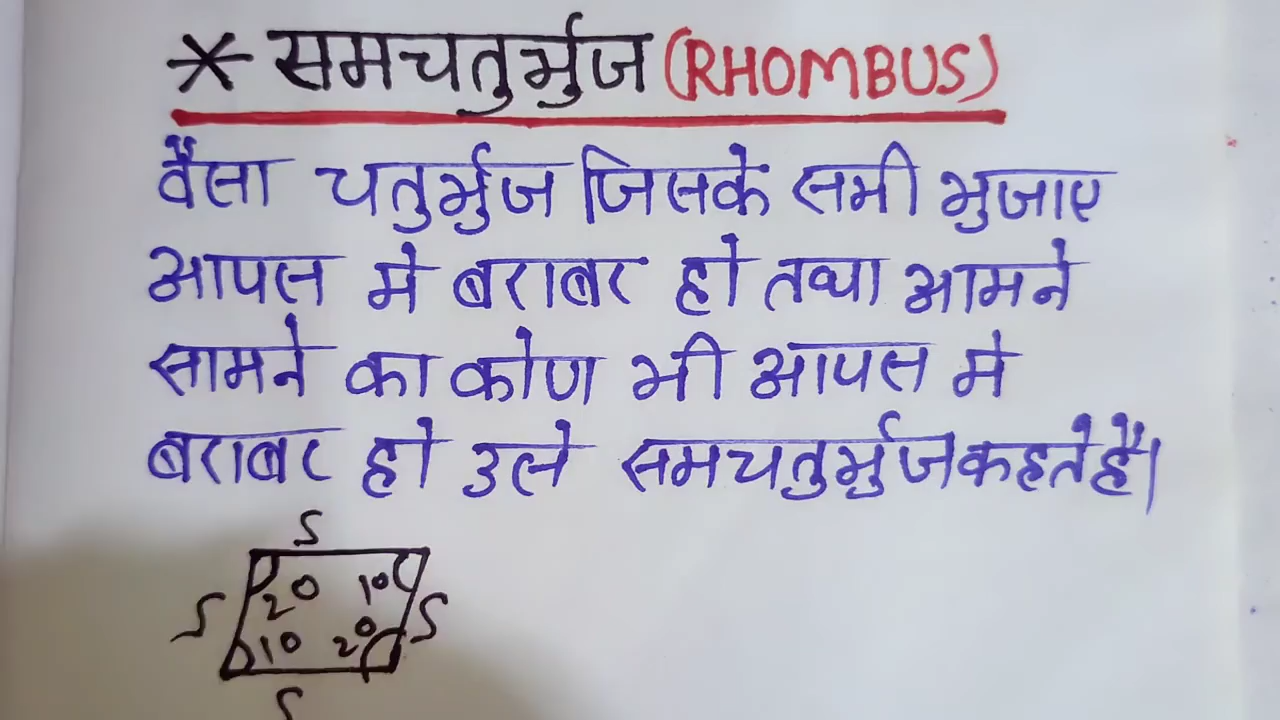 * समचतुर्भुज (RHOMBUS)
वैसा चतुर्भुज जिसके सभी भुजाए
आपस मे बराबर हो तथा आमने
सामने का कोण भी आपस मे
बराबर हो उसे समचतुर्भुज कहते हैं।
S
20 10
S S
10 20
S